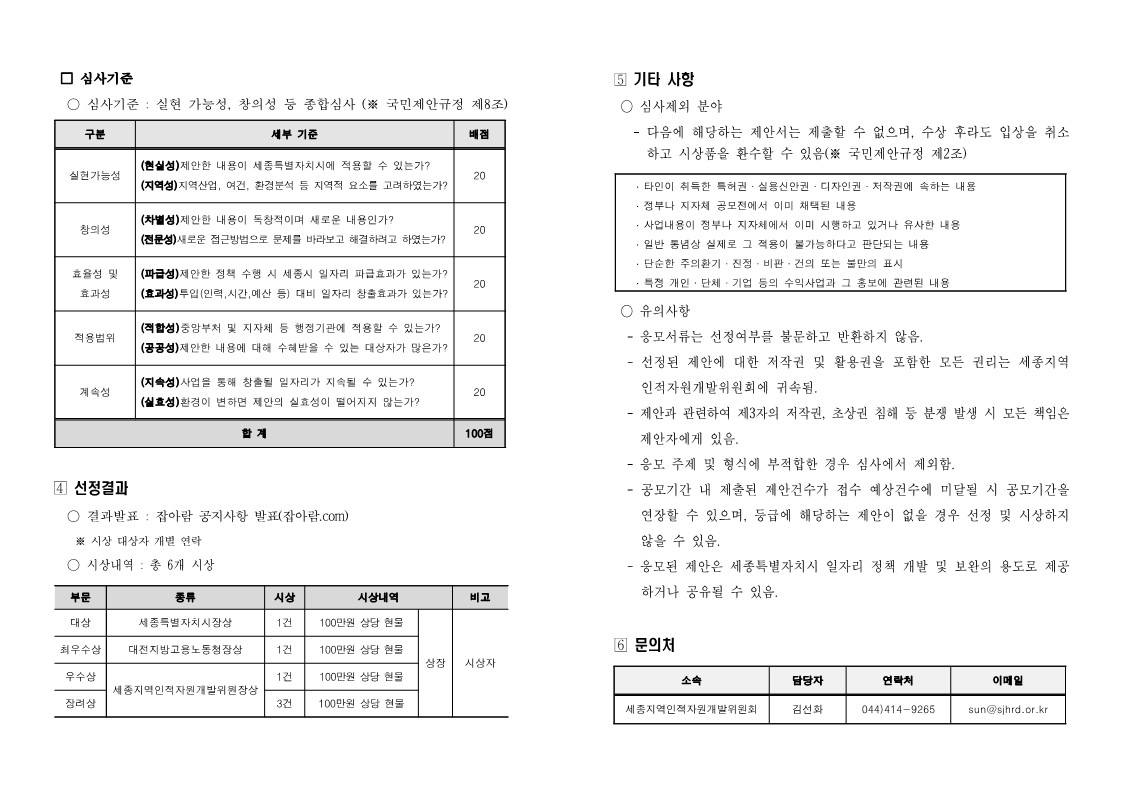 □ 심사기준
○ 심사기준 : 실현 가능성, 창의성 등 종합심사 (※ 국민제안규정 제8조)
구분 세부 기준 배점
실현가능성 (현실성)제안한 내용이 세종특별자치시에 적용할 수 있는가? 20
(지역성)지역산업, 여건, 환경분석 등 지역적 요소를 고려하였는가?
창의성 (차별성)제안한 내용이 독창적이며 새로운 내용인가? 20
(전문성)새로운 접근방법으로 문제를 바라보고 해결하려고 하였는가?
효율성 및 (파급성)제안한 정책 수행 시 세종시 일자리 파급효과가 있는가? 20
효과성 (효과성)투입(인력,시간,예산 등) 대비 일자리 창출효과가 있는가?
적용범위 (적합성)중앙부처 및 지자체 등 행정기관에 적용할 수 있는가? 20
(공공성)제안한 내용에 대해 수혜받을 수 있는 대상자가 많은가?
계속성 (지속성)사업을 통해 창출될 일자리가 지속될 수 있는가? 20
(실효성)환경이 변하면 제안의 실효성이 떨어지지 않는가?
합 계 100점
4 선정결과
○ 결과발표 : 잡아람 공지사항 발표(잡아람.com)
※ 시상 대상자 개별 연락
○ 시상내역 : 총 6개 시상
부문 종류 시상 시상내역 비고
대상 세종특별자치시장상 1건 100만원 상당 현물 상장 시상자
최우수상 대전지방고용노동청장상 1건 100만원 상당 현물
우수상 세종지역인적자원개발위원장상 1건 100만원 상당 현물
장려상 3건 100만원 상당 현물
5 기타 사항
○ 심사제외 분야
- 다음에 해당하는 제안서는 제출할 수 없으며, 수상 후라도 입상을 취소
하고 시상품을 환수할 수 있음(※ 국민제안규정 제2조)
· 타인이 취득한 특허권 · 실용신안권 · 디자인권 · 저작권에 속하는 내용
· 정부나 지자체 공모전에서 이미 채택된 내용
· 사업내용이 정부나 지자체에서 이미 시행하고 있거나 유사한 내용
· 일반 통념상 실제로 그 적용이 불가능하다고 판단되는 내용
· 단순한 주의환기 · 진정 · 비판 · 건의 또는 불만의 표시
· 특정 개인 · 단체 · 기업 등의 수익사업과 그 홍보에 관련된 내용
○ 유의사항
- 응모서류는 선정여부를 불문하고 반환하지 않음.
- 선정된 제안에 대한 저작권 및 활용권을 포함한 모든 권리는 세종지역
인적자원개발위원회에 귀속됨.
- 제안과 관련하여 제3자의 저작권, 초상권 침해 등 분쟁 발생 시 모든 책임은
제안자에게 있음.
- 응모 주제 및 형식에 부적합한 경우 심사에서 제외함.
- 공모기간 내 제출된 제안건수가 접수 예상건수에 미달될 시 공모기간을
연장할 수 있으며, 등급에 해당하는 제안이 없을 경우 선정 및 시상하지
않을 수 있음.
- 응모된 제안은 세종특별자치시 일자리 정책 개발 및 보완의 용도로 제공
하거나 공유될 수 있음.
6 문의처
소속 담당자 연락처 이메일
세종지역인적자원개발위원회 김선화 044)414-9265 sun@sjhrd.or.kr